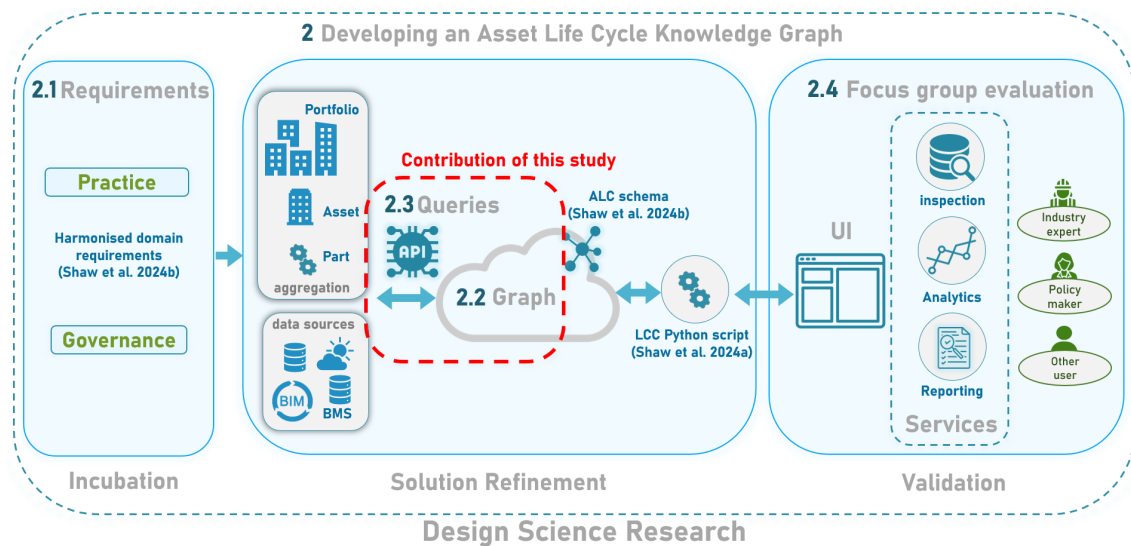 2 Developing an Asset Life Cycle Knowledge Graph
2.1 Requirements
Practice
Harmonised domain
requirements
(Shaw et al. 2024b)
Governance
Incubation
Portfolio
Asset
Part
aggregation
data sources
BIM
BMS
Contribution of this study
2.3 Queries
API
2.2 Graph
ALC schema
(Shaw et al. 2024b)
LCC Python script
(Shaw et al. 2024a)
Solution Refinement
2.4 Focus group evaluation
UI
inspection
Analytics
Reporting
Services
Industry
expert
Policy
maker
Other
user
Validation
Design Science Research